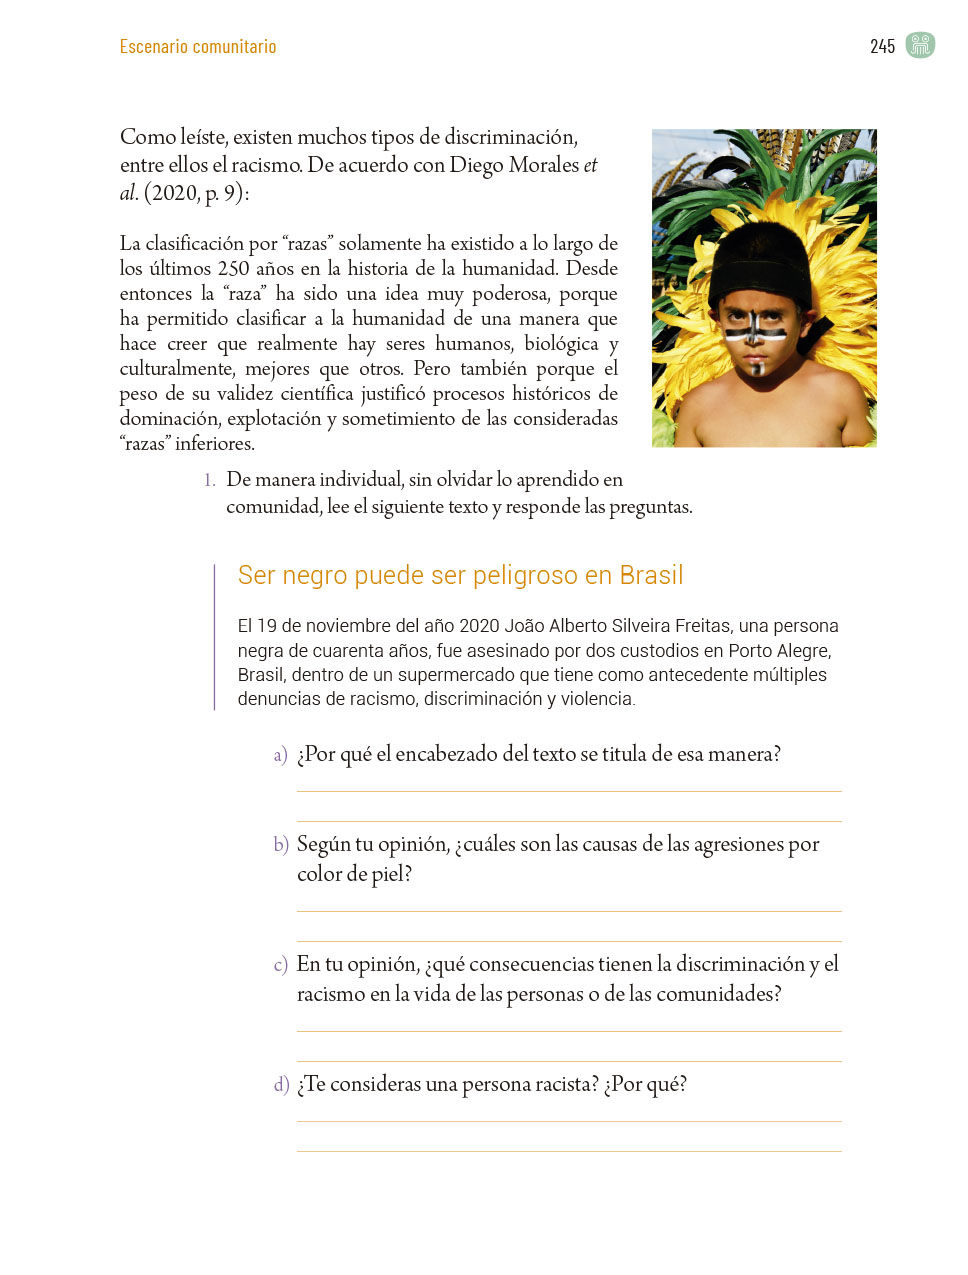 Escenario comunitario
245
Como leíste, existen muchos tipos de discriminación,
entre ellos el racismo. De acuerdo con Diego Morales et
al. (2020, p. 9):
La clasificación por “razas” solamente ha existido a lo largo de
los últimos 250 años en la historia de la humanidad. Desde
entonces la “raza” ha sido una idea muy poderosa, porque
ha permitido clasificar a la humanidad de una manera que
hace creer que realmente hay seres humanos, biológica y
culturalmente, mejores que otros. Pero también porque el
peso de su validez científica justificó procesos históricos de
dominación, explotación y sometimiento de las consideradas
“razas” inferiores.
1. De manera individual, sin olvidar lo aprendido en
comunidad, lee el siguiente texto y responde las preguntas.
Ser negro puede ser peligroso en Brasil
El 19 de noviembre del año 2020 João Alberto Silveira Freitas, una persona
negra de cuarenta años, fue asesinado por dos custodios en Porto Alegre,
Brasil, dentro de un supermercado que tiene como antecedente múltiples
denuncias de racismo, discriminación y violencia.
a) ¿Por qué el encabezado del texto se titula de esa manera?
b) Según tu opinión, ¿cuáles son las causas de las agresiones por
color de piel?
c) En tu opinión, ¿qué consecuencias tienen la discriminación y el
racismo en la vida de las personas o de las comunidades?
d) ¿Te consideras una persona racista? ¿Por qué?